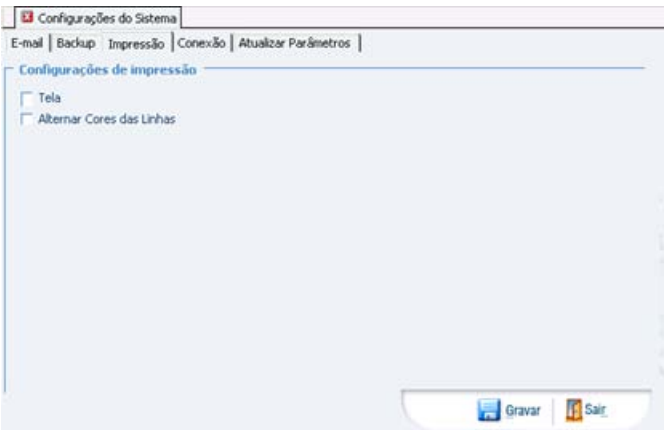 Configurações do Sistema
E-mail Backup Impressão Conexão Atualizar Parâmetros
Configurações de impressão
Tela
Alternar Cores das Linhas
Gravar Sair